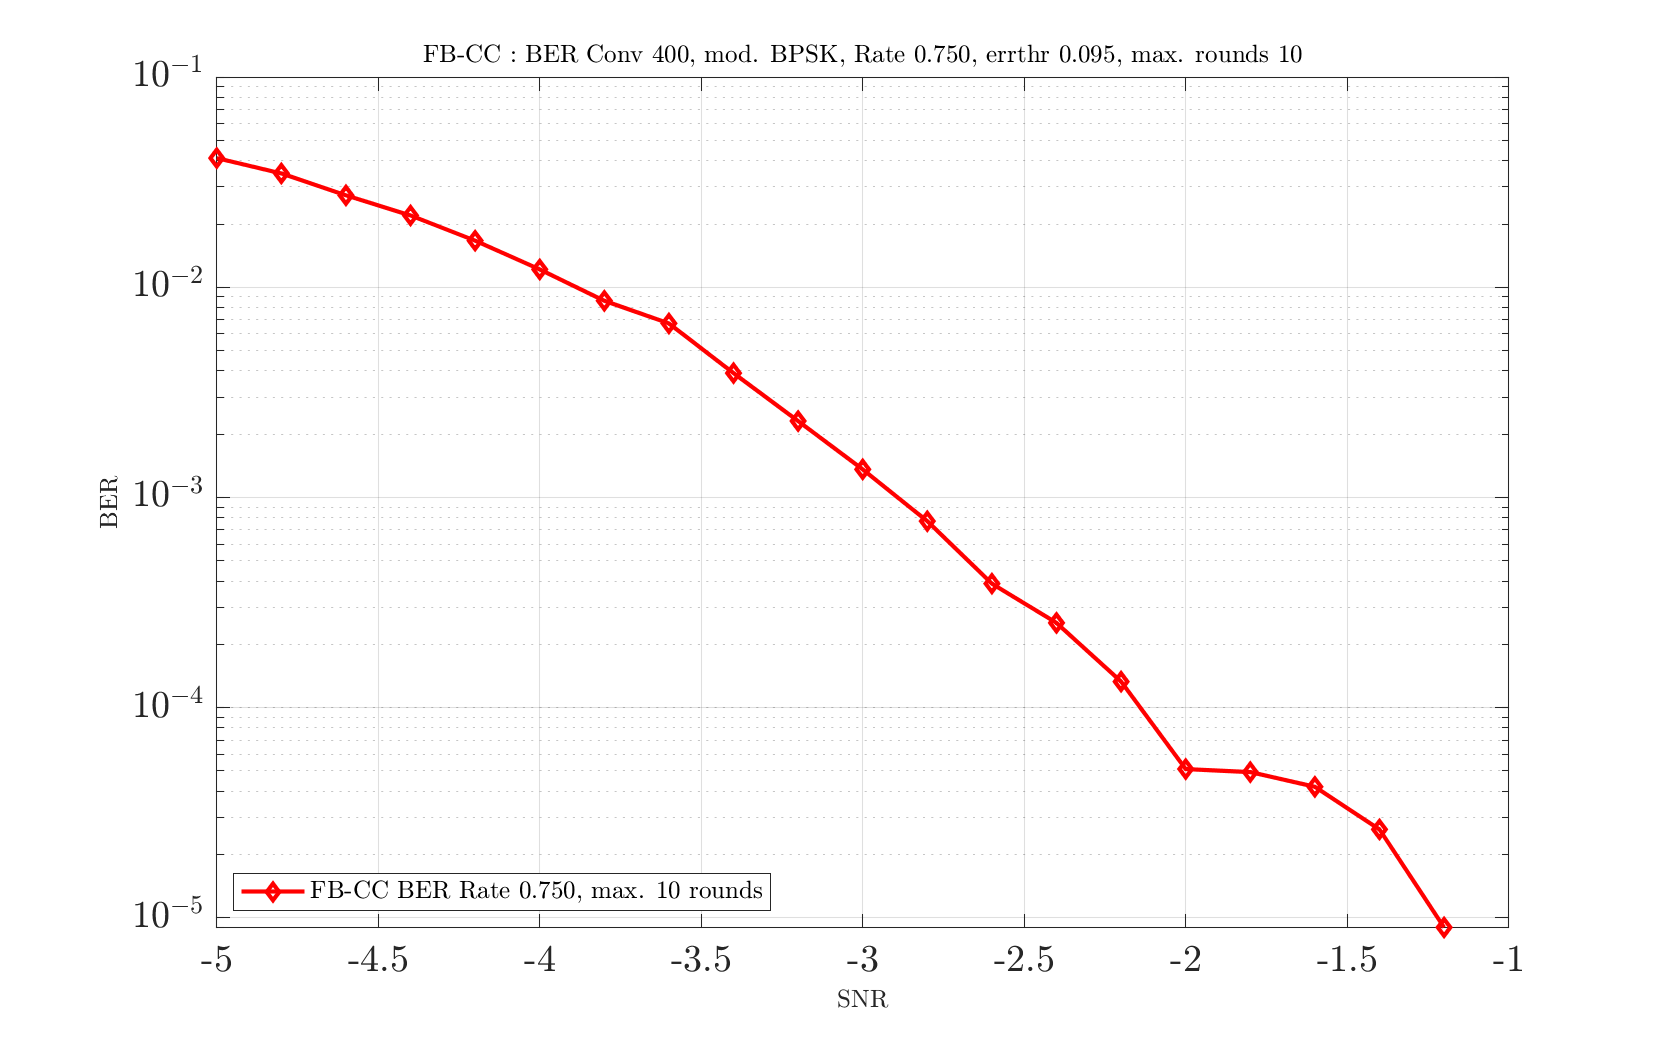 FB-CC : BER Conv 400, mod. BPSK, Rate 0.750, errthr 0.095, max. rounds 10
10^{-1}
10^{-2}
10^{-3}
10^{-4}
10^{-5}
BER
FB-CC BER Rate 0.750, max. 10 rounds
-5 -4.5 -4 -3.5 -3 -2.5 -2 -1.5 -1
SNR